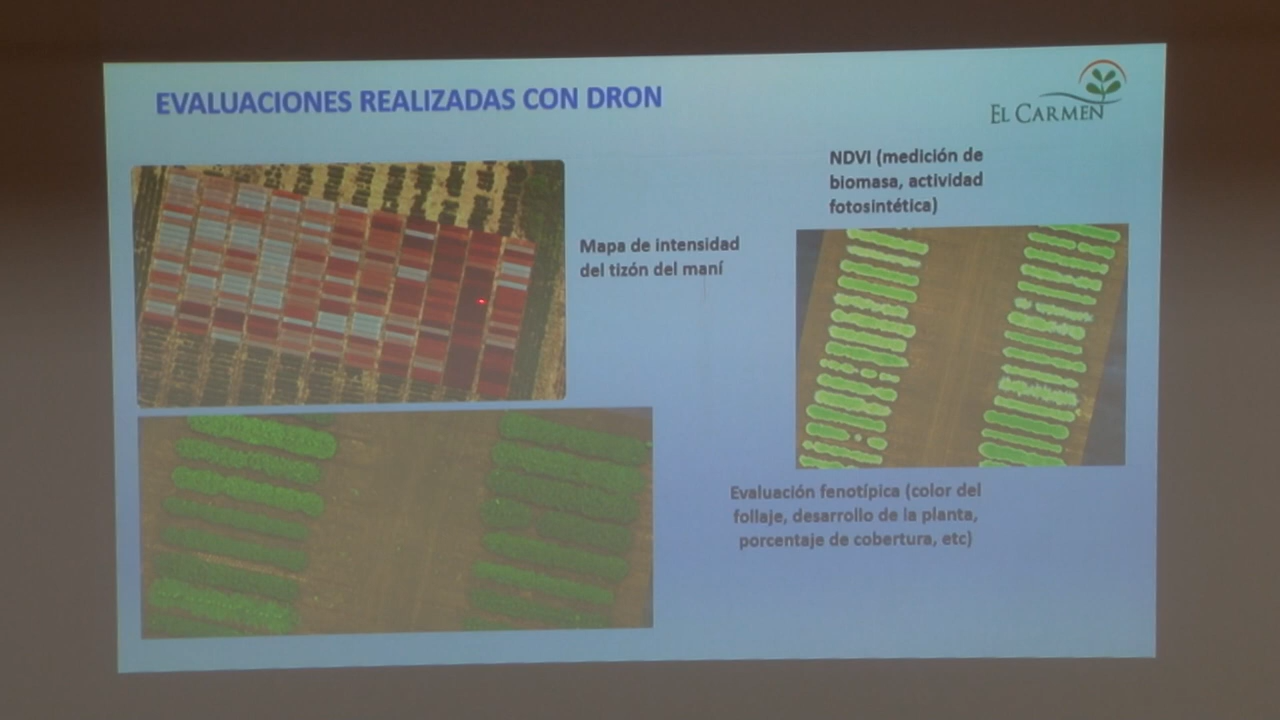 EVALUACIONES REALIZADAS CON DRON
EL CARMEN
NDVI (medición de
biomasa, actividad
fotosintética)
Mapa de intensidad
del tizón del maní
Evaluación fenotípica (color del
follaje, desarrollo de la planta,
porcentaje de cobertura, etc)